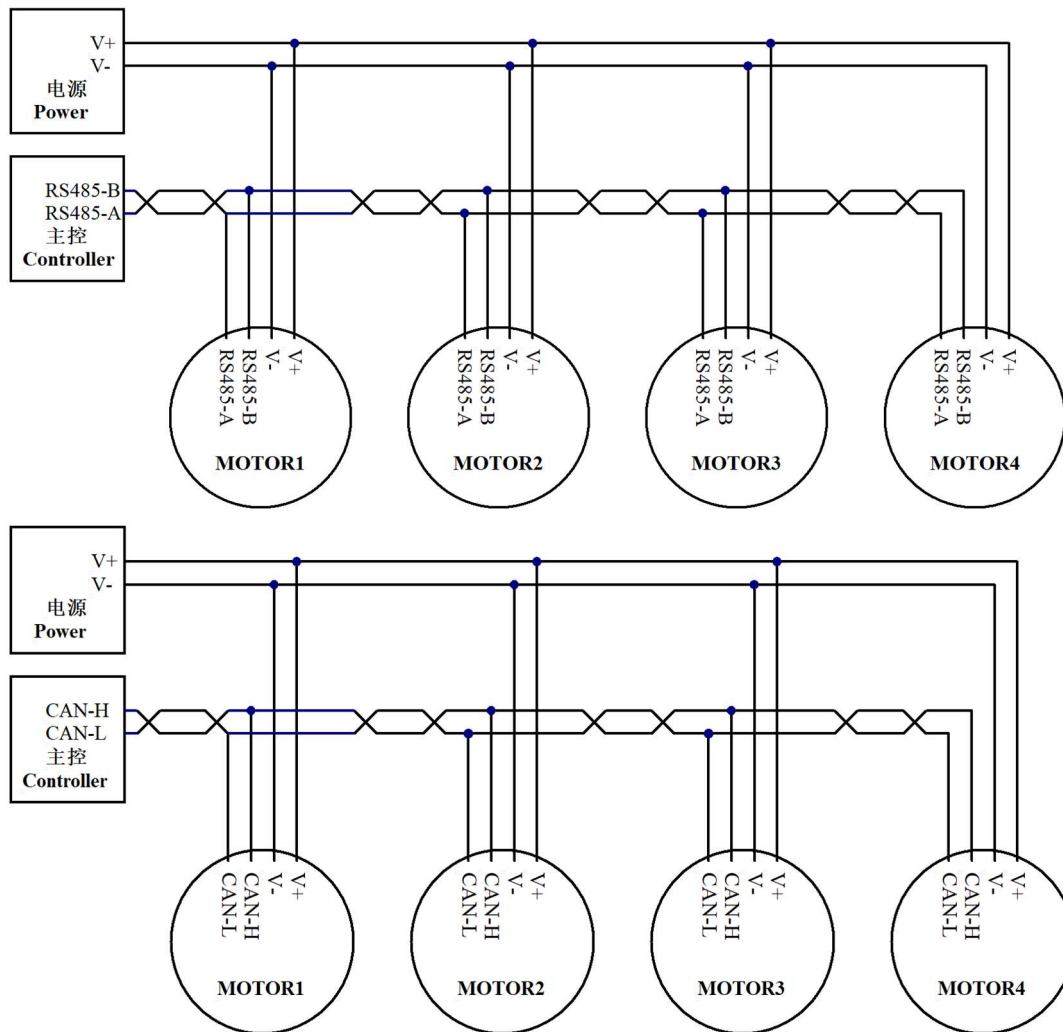 V+
V-
电源
Power
RS485-B
RS485-A
主控
Controller
RS485-A
RS485-B
V-
V+
MOTOR1
RS485-A
RS485-B
V-
V+
MOTOR2
RS485-A
RS485-B
V-
V+
MOTOR3
RS485-A
RS485-B
V-
V+
MOTOR4
V+
V-
电源
Power
CAN-H
CAN-L
主控
Controller
CAN-L
CAN-H
V-
V+
MOTOR1
CAN-L
CAN-H
V-
V+
MOTOR2
CAN-L
CAN-H
V-
V+
MOTOR3
CAN-L
CAN-H
V-
V+
MOTOR4